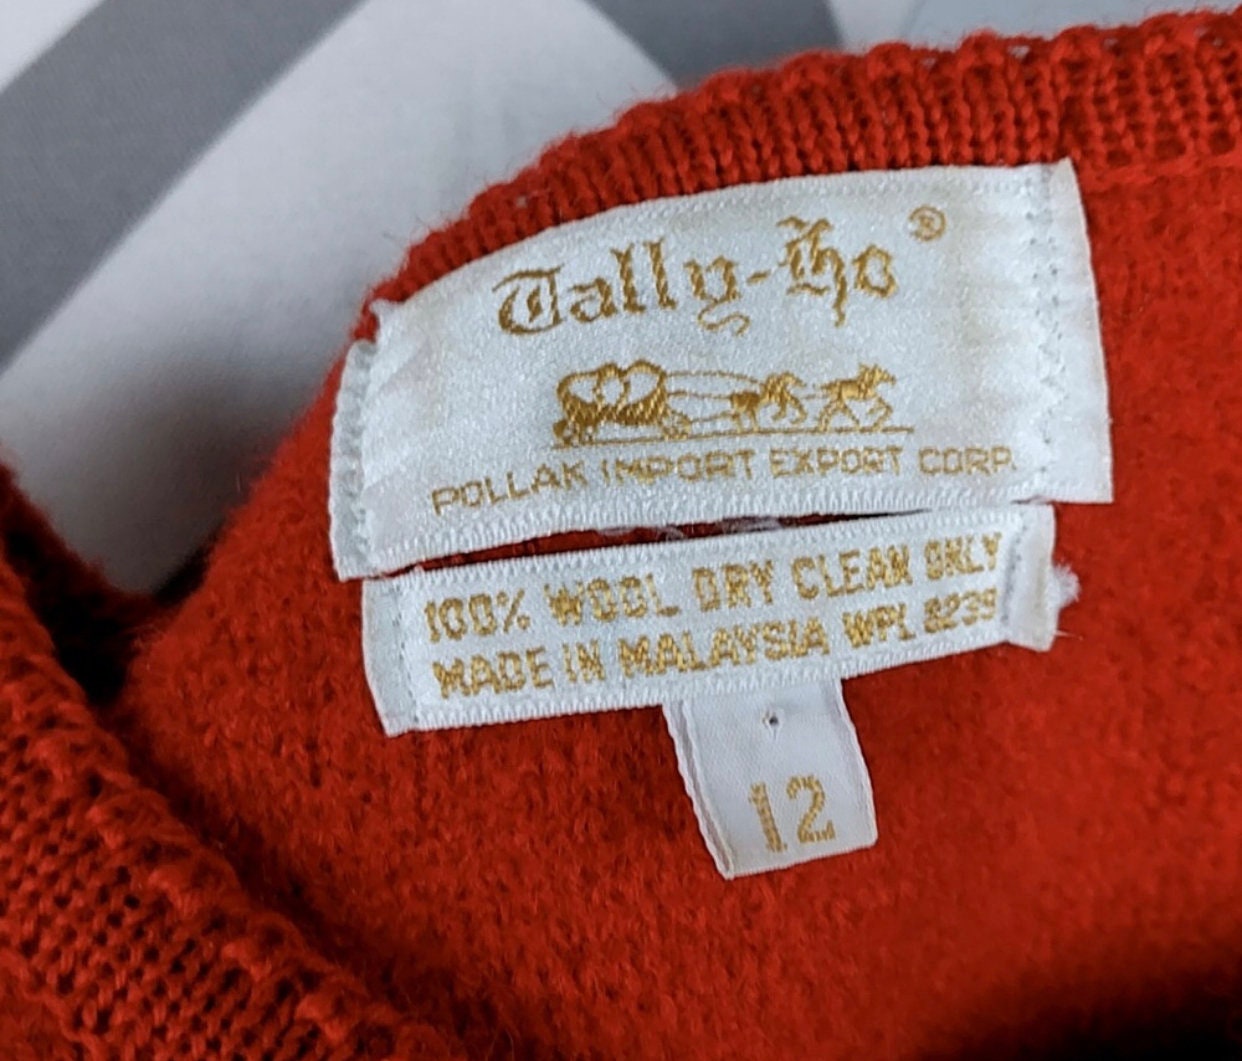 Tally-Ho ®
POLLAK IMPORT EXPORT CORP.
100% WOOL DRY CLEAN ONLY
MADE IN MALAYSIA WPL 8239
12